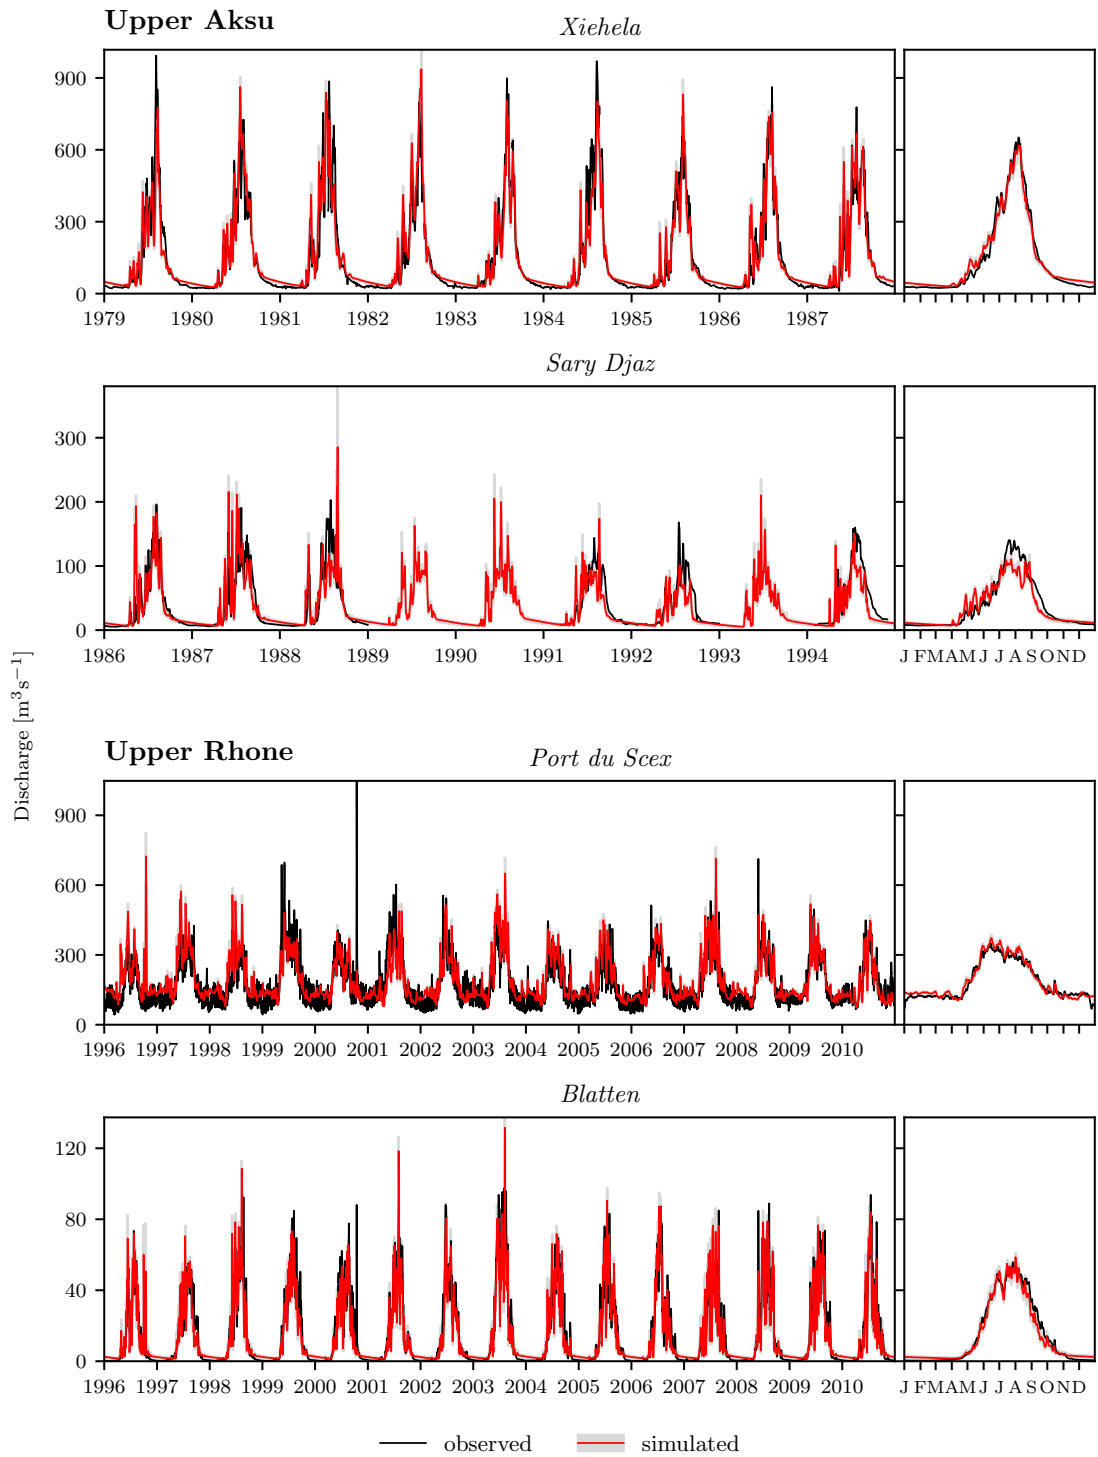 Upper Aksu
Xiehela
900
600
300
0
1979 1980 1981 1982 1983 1984 1985 1986 1987
Sary Djaz
300
200
100
0
1986 1987 1988 1989 1990 1991 1992 1993 1994
J F M A M J J A S O N D
Discharge [m³s⁻¹]
Upper Rhone
Port du Scex
900
600
300
0
1996 1997 1998 1999 2000 2001 2002 2003 2004 2005 2006 2007 2008 2009 2010
Blatten
120
80
40
0
1996 1997 1998 1999 2000 2001 2002 2003 2004 2005 2006 2007 2008 2009 2010
J F M A M J J A S O N D
observed simulated